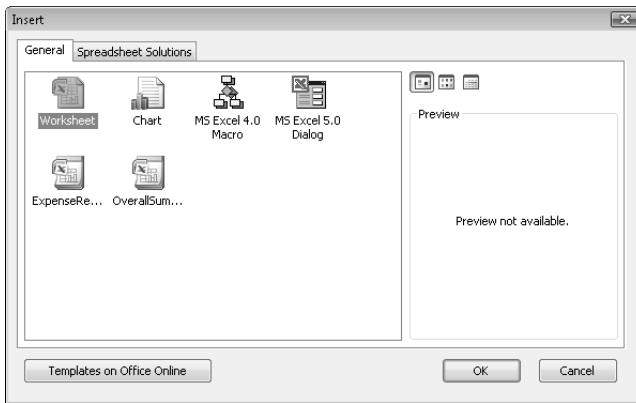 Insert
General Spreadsheet Solutions
Worksheet Chart MS Excel 4.0 Macro MS Excel 5.0 Dialog
ExpenseRe... OverallSum...
Preview
Preview not available.
Templates on Office Online OK Cancel